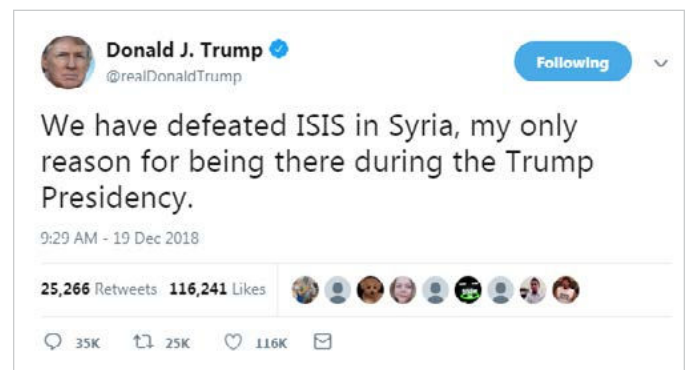 Donald J. Trump
@realDonaldTrump
Following
We have defeated ISIS in Syria, my only
reason for being there during the Trump
Presidency.
9:29 AM - 19 Dec 2018
25,266 Retweets 116,241 Likes
35K 25K 116K